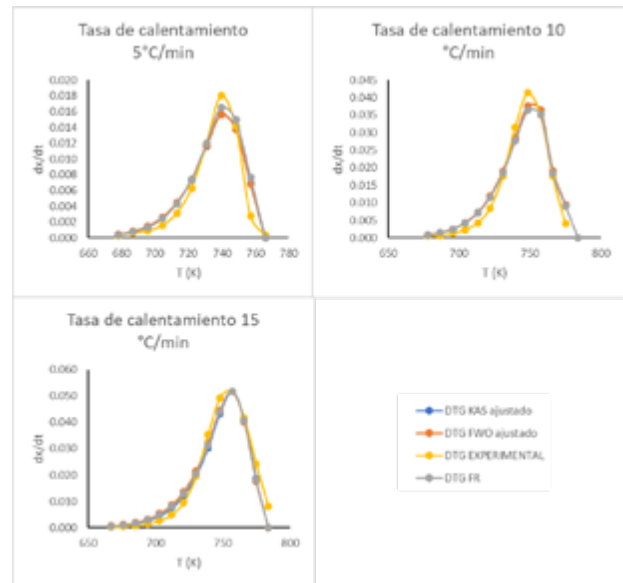 Tasa de calentamiento
5°C/min
0.020
0.018
0.016
0.014
0.012
0.010
0.008
0.006
0.004
0.002
0.000
dx/dt
660 680 700 720 740 760 780
T (K)
Tasa de calentamiento 10
°C/min
0.045
0.040
0.035
0.030
0.025
0.020
0.015
0.010
0.005
0.000
dx/dt
650 700 750 800
T (K)
Tasa de calentamiento 15
°C/min
0.060
0.050
0.040
0.030
0.020
0.010
0.000
dx/dt
650 700 750 800
T (K)
DTG KAS ajustado
DTG FWO ajustado
DTG EXPERIMENTAL
DTG FR